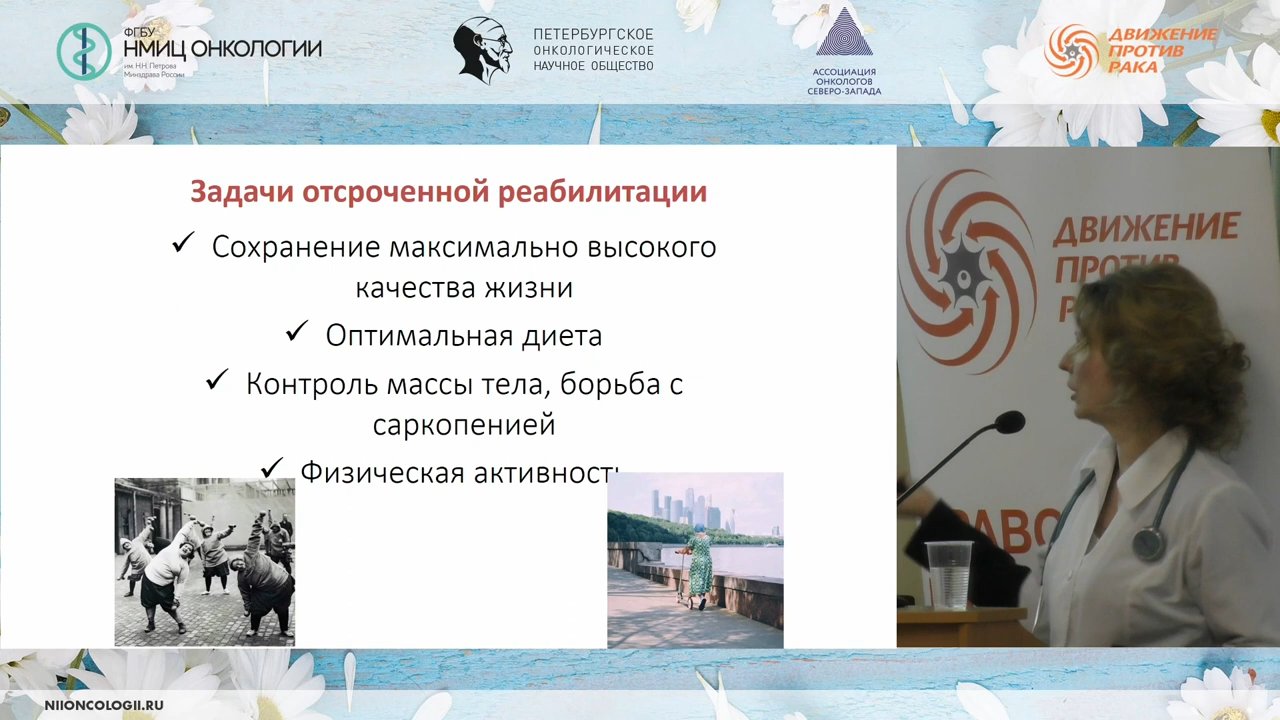 ФГБУ
НМИЦ ОНКОЛОГИИ
им. Н.Н. Петрова
Минздрава России
ПЕТЕРБУРГСКОЕ
ОНКОЛОГИЧЕСКОЕ
НАУЧНОЕ ОБЩЕСТВО
АССОЦИАЦИЯ
ОНКОЛОГОВ
СЕВЕРО-ЗАПАДА
ДВИЖЕНИЕ
ПРОТИВ
РАКА
Задачи отсроченной реабилитации
✓ Сохранение максимально высокого
качества жизни
✓ Оптимальная диета
✓ Контроль массы тела, борьба с
саркопенией
✓ Физическая активность
ДВИЖЕНИЕ
ПРОТИВ
NIIONCOLOGII.RU